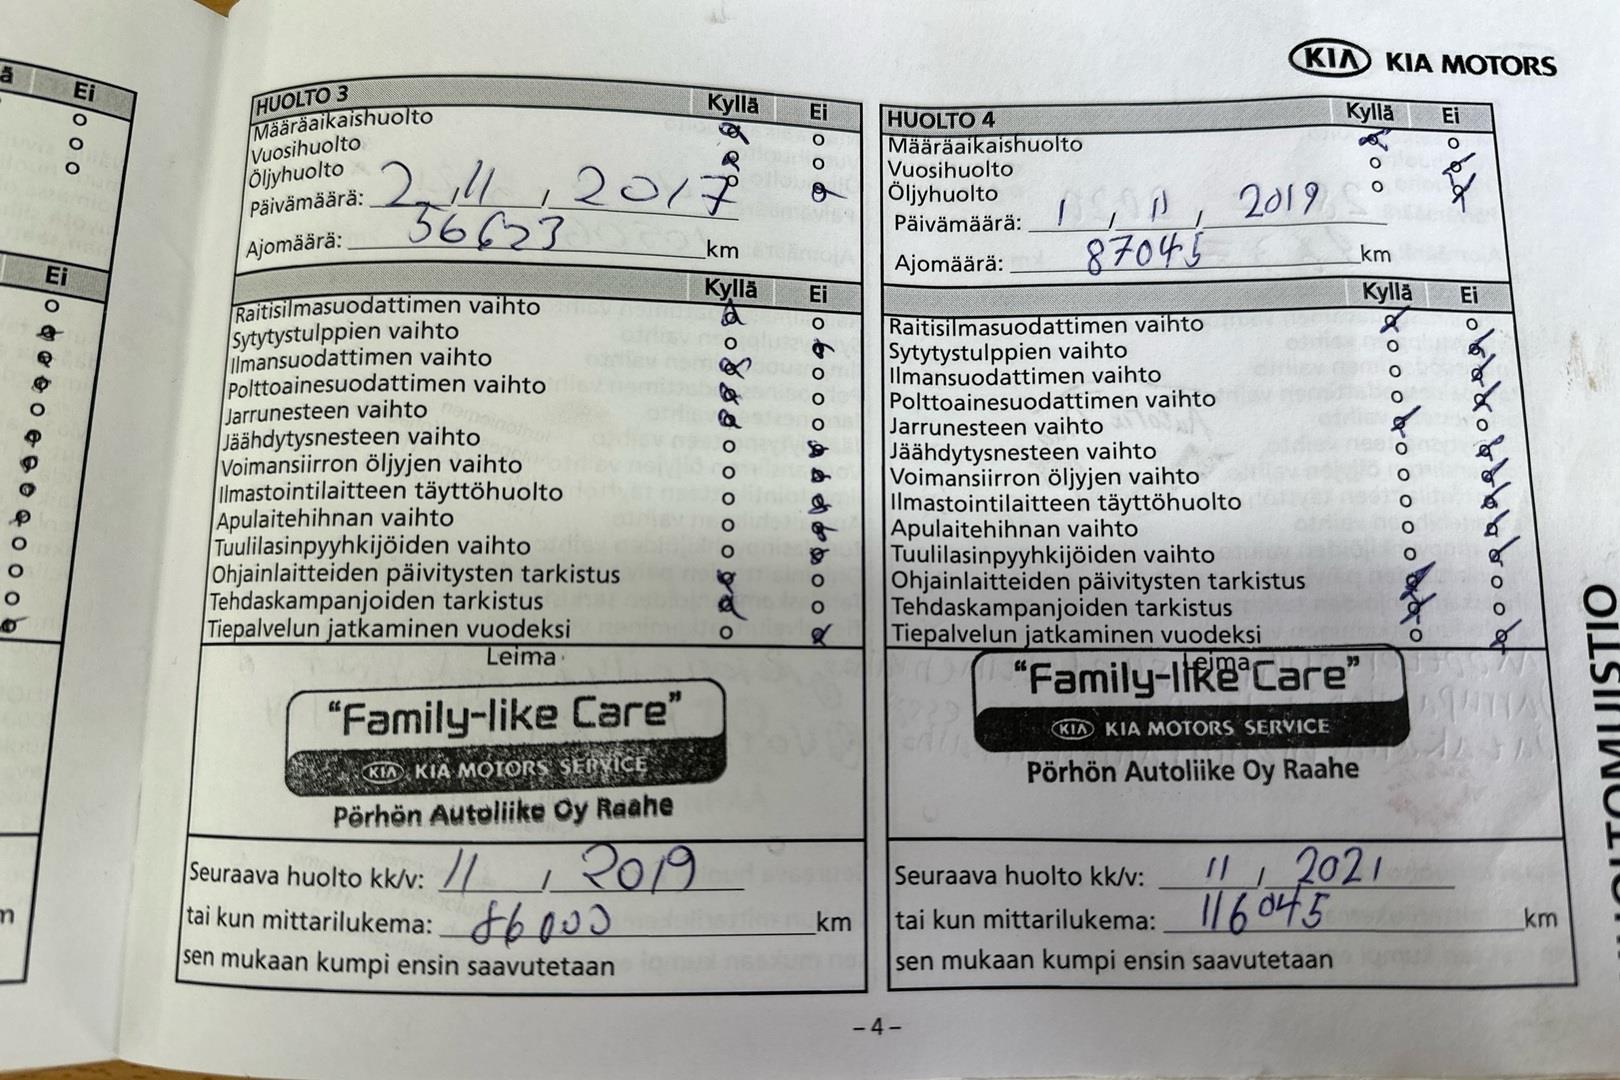 KIA KIA MOTORS
Ei
Ei
HUOLTO 3 Kyllä Ei
Määräaikaishuolto
Vuosihuolto
Öljyhuolto
Päivämäärä: 2 , 11 , 2017
Ajomäärä: 56623 km
Kyllä Ei
Raitisilmasuodattimen vaihto
Sytytystulppien vaihto
Ilmansuodattimen vaihto
Polttoainesuodattimen vaihto
Jarrunesteen vaihto
Jäähdytysnesteen vaihto
Voimansiirron öljyjen vaihto
Ilmastointilaitteen täyttöhuolto
Apulaitehihnan vaihto
Tuulilasinpyyhkijöiden vaihto
Ohjainlaitteiden päivitysten tarkistus
Tehdaskampanjoiden tarkistus
Tiepalvelun jatkaminen vuodeksi
Leima
"Family-like Care"
KIA KIA MOTORS SERVICE
Pörhön Autoliike Oy Raahe
Seuraava huolto kk/v: 11 , 2019
tai kun mittarilukema: 86000 km
sen mukaan kumpi ensin saavutetaan
HUOLTO 4 Kyllä Ei
Määräaikaishuolto
Vuosihuolto
Öljyhuolto
Päivämäärä: 1 , 11 , 2019
Ajomäärä: 87045 km
Kyllä Ei
Raitisilmasuodattimen vaihto
Sytytystulppien vaihto
Ilmansuodattimen vaihto
Polttoainesuodattimen vaihto
Jarrunesteen vaihto
Jäähdytysnesteen vaihto
Voimansiirron öljyjen vaihto
Ilmastointilaitteen täyttöhuolto
Apulaitehihnan vaihto
Tuulilasinpyyhkijöiden vaihto
Ohjainlaitteiden päivitysten tarkistus
Tehdaskampanjoiden tarkistus
Tiepalvelun jatkaminen vuodeksi
Leima
"Family-like Care"
KIA KIA MOTORS SERVICE
Pörhön Autoliike Oy Raahe
Seuraava huolto kk/v: 11 , 2021
tai kun mittarilukema: 116045 km
sen mukaan kumpi ensin saavutetaan
- 4 -